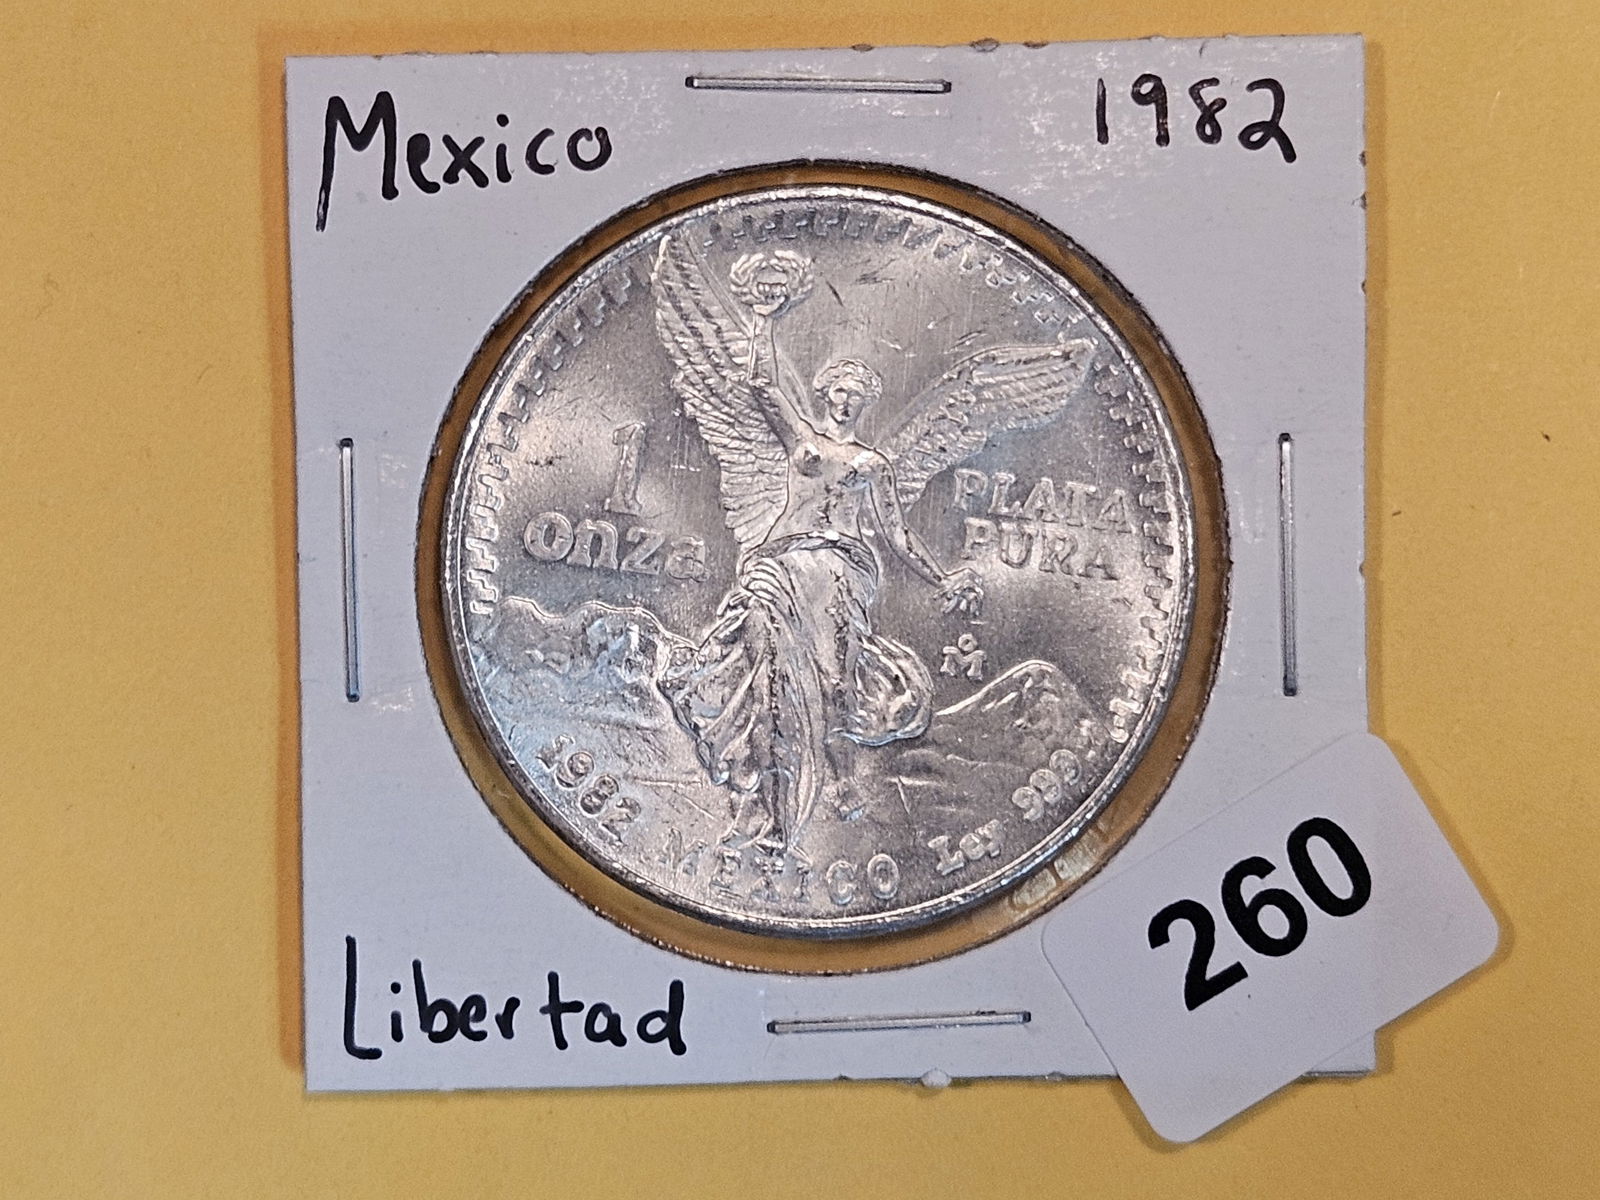 Mexico 1982
1
onza
PLATA
PURA
M̊
1982 MEXICO Ley .999
Libertad
260